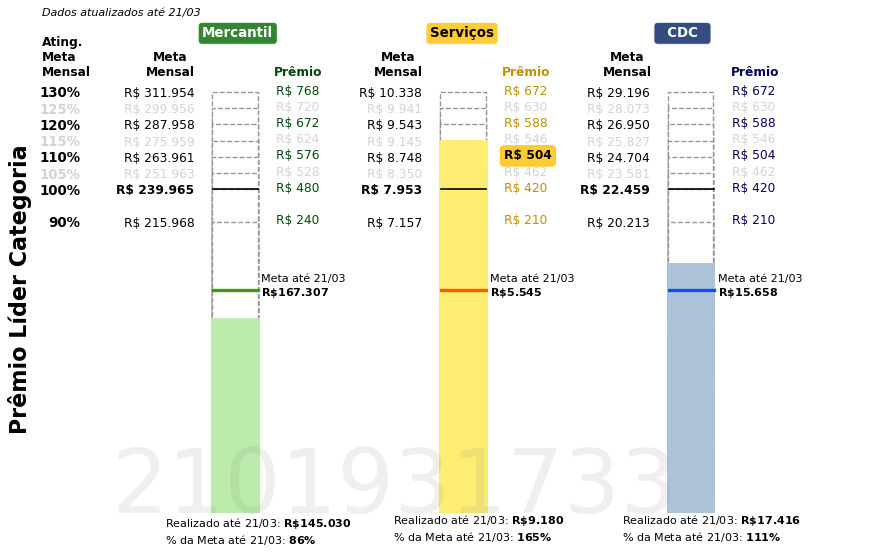 Dados atualizados até 21/03
Mercantil Serviços CDC
Ating. Meta Mensal
Meta Mensal Prêmio Meta Mensal Prêmio Meta Mensal Prêmio
130% R$ 311.954 R$ 768 R$ 10.338 R$ 672 R$ 29.196 R$ 672
125% R$ 299.956 R$ 720 R$ 9.941 R$ 630 R$ 28.073 R$ 630
120% R$ 287.958 R$ 672 R$ 9.543 R$ 588 R$ 26.950 R$ 588
115% R$ 275.959 R$ 624 R$ 9.145 R$ 546 R$ 25.827 R$ 546
110% R$ 263.961 R$ 576 R$ 8.748 R$ 504 R$ 24.704 R$ 504
105% R$ 251.963 R$ 528 R$ 8.350 R$ 462 R$ 23.581 R$ 462
100% R$ 239.965 R$ 480 R$ 7.953 R$ 420 R$ 22.459 R$ 420
90% R$ 215.968 R$ 240 R$ 7.157 R$ 210 R$ 20.213 R$ 210
Prêmio Líder Categoria
Meta até 21/03 Meta até 21/03 Meta até 21/03
R$167.307 R$5.545 R$15.658
2101931733
Realizado até 21/03: R$145.030 Realizado até 21/03: R$9.180 Realizado até 21/03: R$17.416
% da Meta até 21/03: 86% % da Meta até 21/03: 165% % da Meta até 21/03: 111%